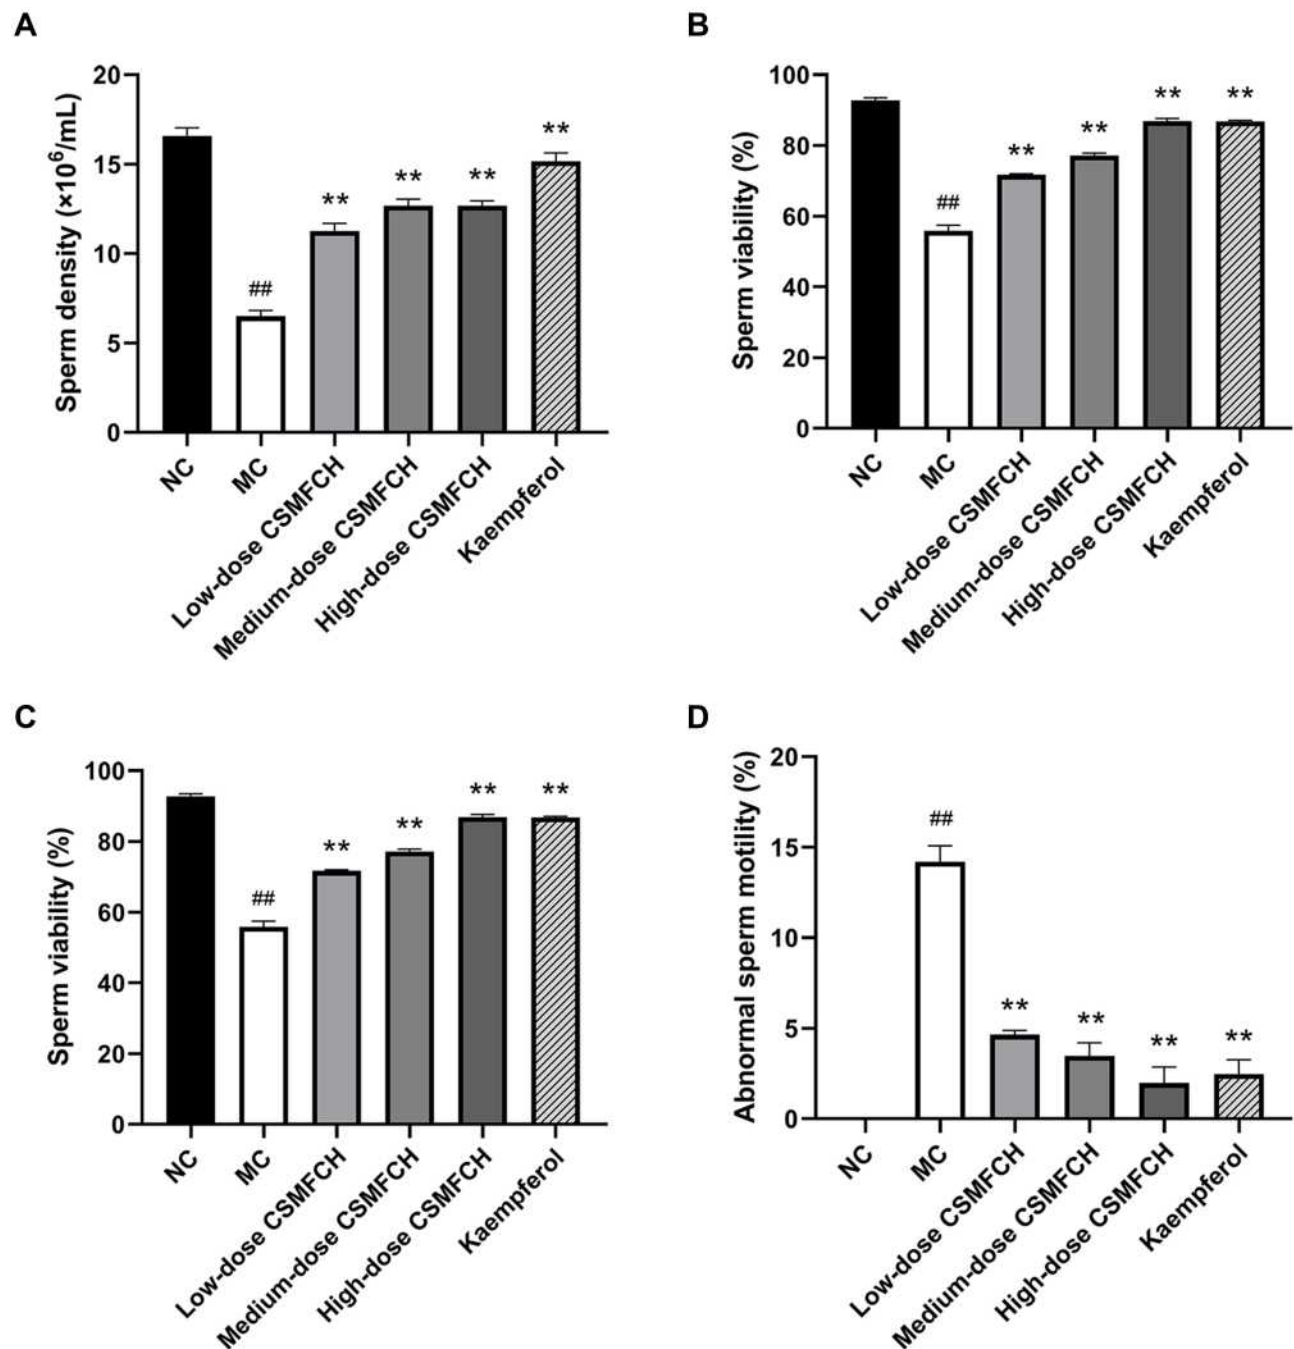 A
Sperm density (×10⁶/mL)
20
15
10
5
0
##
**
**
**
**
NC
MC
Low-dose CSMFCH
Medium-dose CSMFCH
High-dose CSMFCH
Kaempferol
B
Sperm viability (%)
100
80
60
40
20
0
##
**
**
**
**
NC
MC
Low-dose CSMFCH
Medium-dose CSMFCH
High-dose CSMFCH
Kaempferol
C
Sperm viability (%)
100
80
60
40
20
0
##
**
**
**
**
NC
MC
Low-dose CSMFCH
Medium-dose CSMFCH
High-dose CSMFCH
Kaempferol
D
Abnormal sperm motility (%)
20
15
10
5
0
##
**
**
**
**
NC
MC
Low-dose CSMFCH
Medium-dose CSMFCH
High-dose CSMFCH
Kaempferol